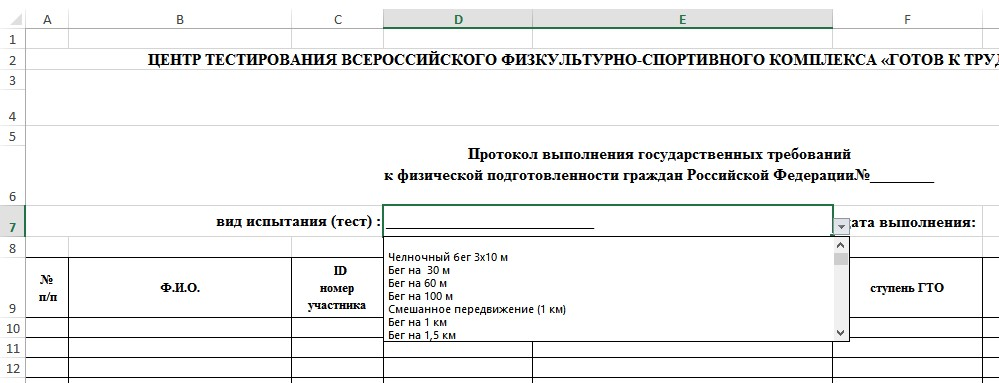 A B C D E F
1
2 ЦЕНТР ТЕСТИРОВАНИЯ ВСЕРОССИЙСКОГО ФИЗКУЛЬТУРНО-СПОРТИВНОГО КОМПЛЕКСА «ГОТОВ К ТРУД
3
4
5
Протокол выполнения государственных требований
6 к физической подготовленности граждан Российской Федерации№_________
7 вид испытания (тест) : _____________________________ дата выполнения:
8
Челночный бег 3х10 м
Бег на  30 м
Бег на 60 м
Бег на 100 м
Смешанное передвижение (1 км)
Бег на 1 км
Бег на 1,5 км
№
п/п
Ф.И.О.
ID
номер
участника
ступень ГТО
9
10
11
12